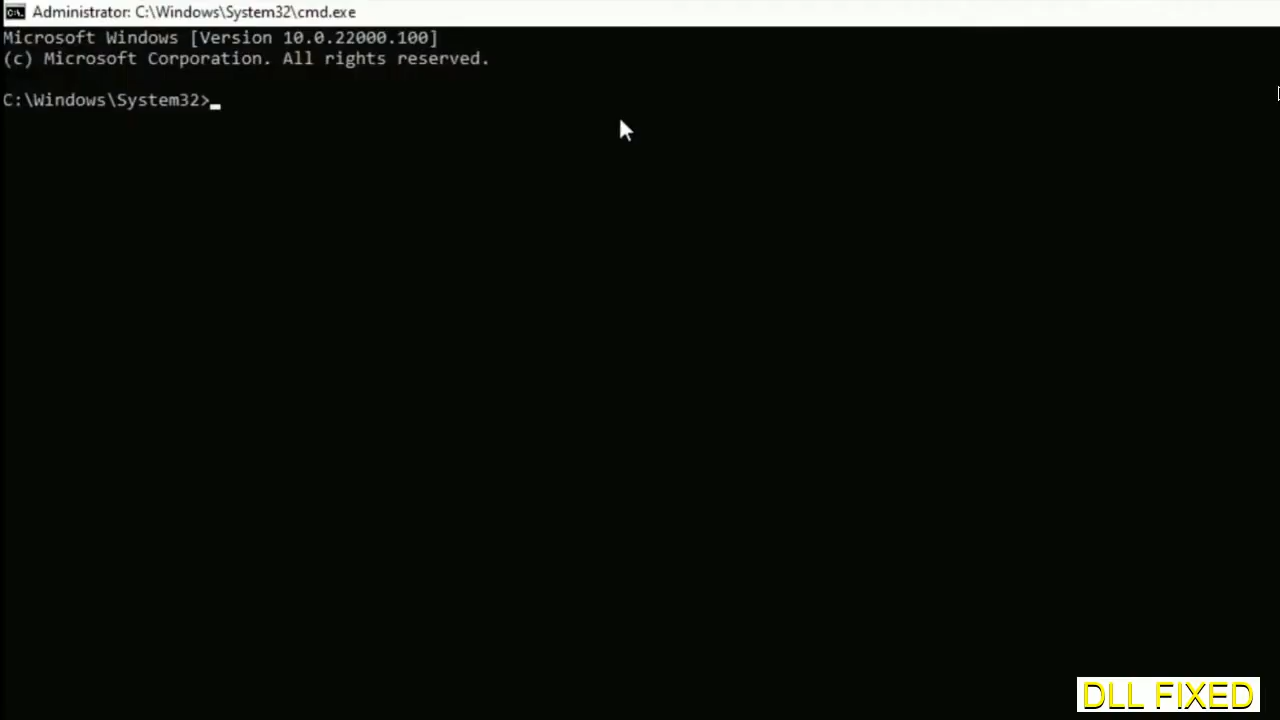 Administrator: C:\Windows\System32\cmd.exe
Microsoft Windows [Version 10.0.22000.100]
(c) Microsoft Corporation. All rights reserved.
C:\Windows\System32>
DLL FIXED